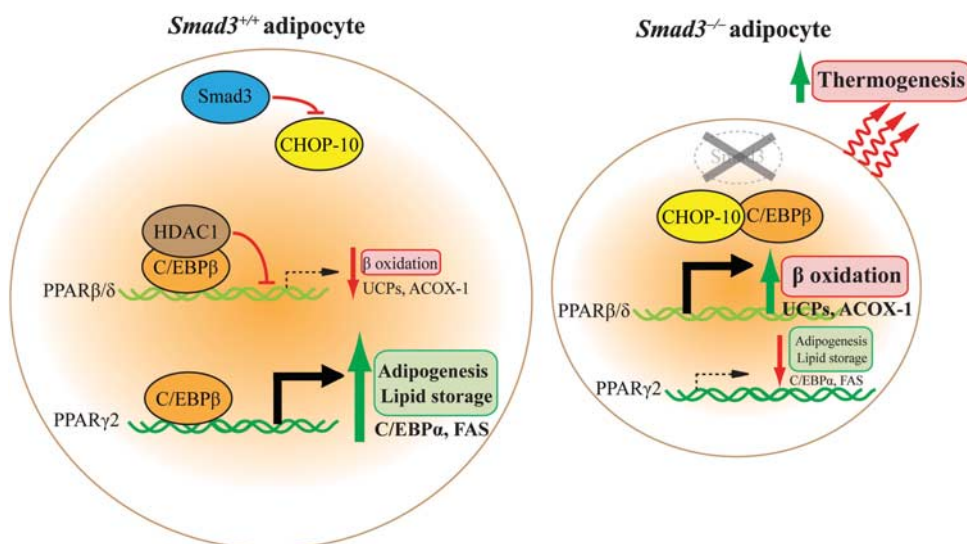 Smad3+/+ adipocyte
Smad3
CHOP-10
HDAC1
C/EBPβ
PPARβ/δ
β oxidation
UCPs, ACOX-1
C/EBPβ
PPARγ2
Adipogenesis
Lipid storage
C/EBPα, FAS
Smad3–/– adipocyte
Thermogenesis
Smad3
CHOP-10
C/EBPβ
β oxidation
PPARβ/δ
UCPs, ACOX-1
Adipogenesis
Lipid storage
C/EBPα, FAS
PPARγ2